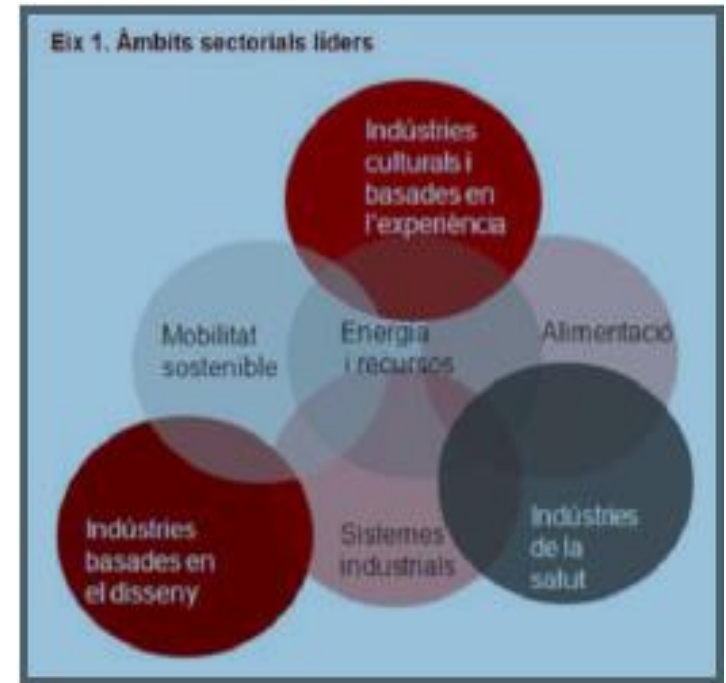 Eix 1. Àmbits sectorials líders
Indústries
culturals i
basades en
l'experiència
Mobilitat
sostenible
Energia
i recursos
Alimentació
Indústries
basades en
el disseny
Sistemes
industrials
Indústries
de la
salut